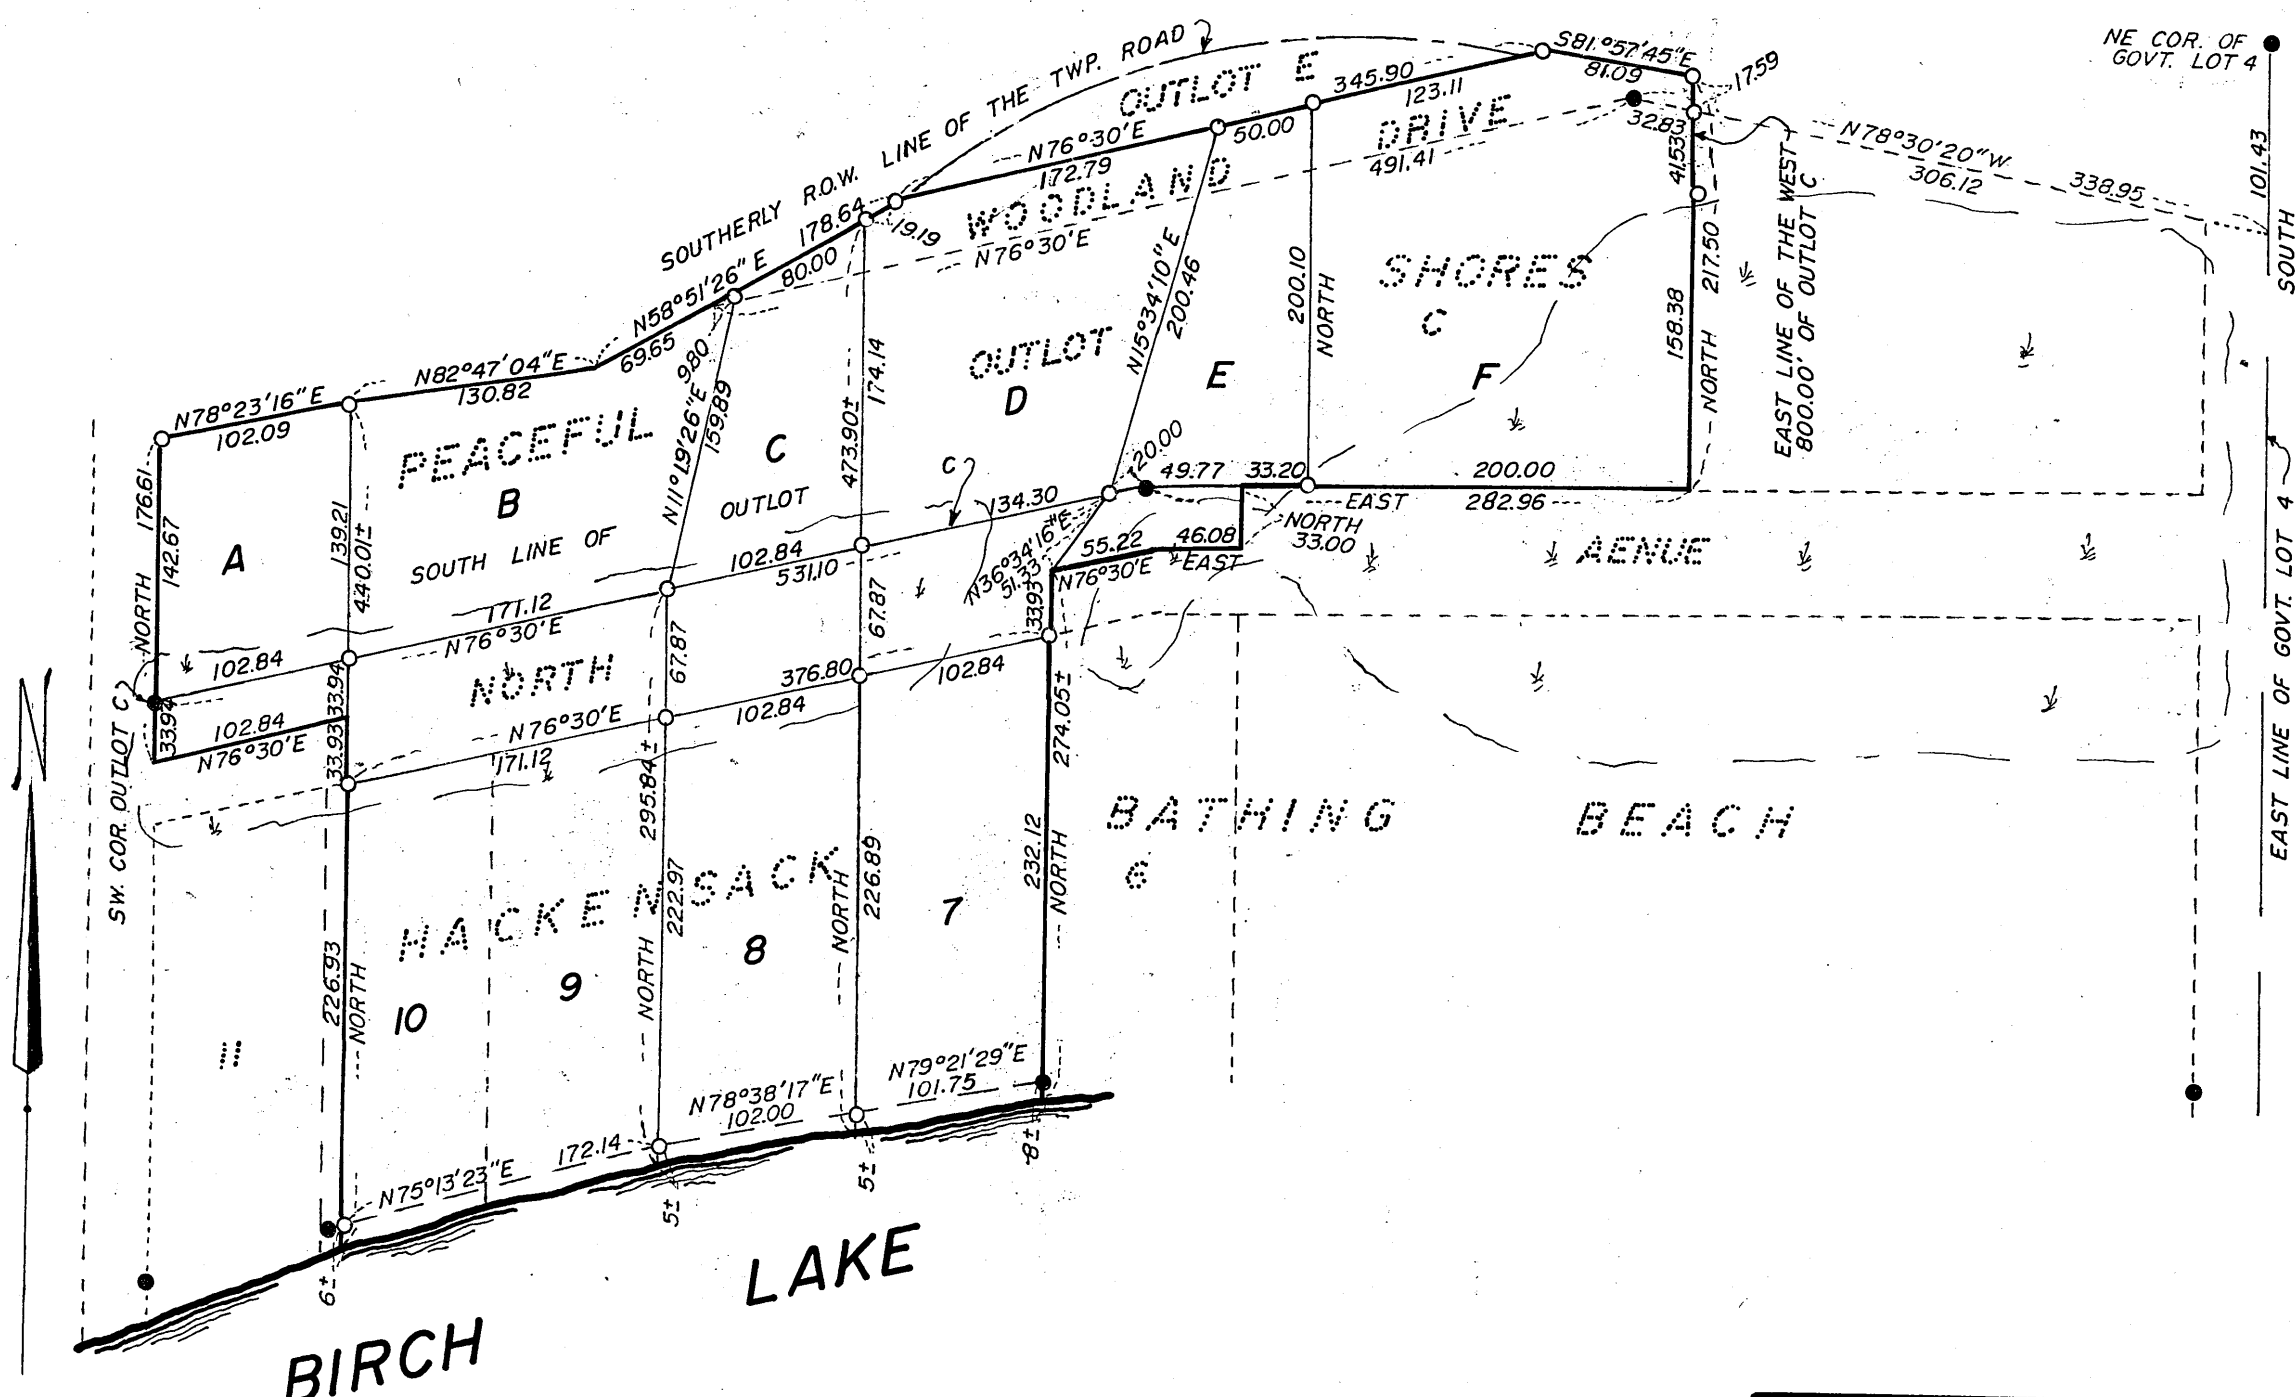 NE COR. OF
GOVT. LOT 4
S81°57'45"E
81.09
17.59
SOUTHERLY R.O.W. LINE OF THE TWP. ROAD
OUTLOT E
345.90
123.11
N76°30'E
172.79
50.00
WOODLAND DRIVE
491.41
N76°30'E
32.83
41.53
N78°30'20"W
306.12
338.95
101.43
SOUTH
178.64
19.19
80.00
N58°51'26"E
69.65
N82°47'04"E
130.82
N78°23'16"E
102.09
9.80
N11°19'26"E
159.89
174.14
473.90±
N15°34'10"E
200.46
200.10
NORTH
SHORES
C
217.50
158.38
NORTH
EAST LINE OF THE WEST
800.00' OF OUTLOT C
PEACEFUL
OUTLOT
D
E
F
B
C
OUTLOT
SOUTH LINE OF
C
176.61
142.67
NORTH
A
139.21
440.01±
120.00
49.77
33.20
200.00
EAST
282.96
NORTH
33.00
134.30
N36°34'16"E
51.33
55.22
46.08
N76°30'E
EAST
AENUE
102.84
531.10
171.12
N76°30'E
102.84
67.87
67.87
33.93
33.94
33.94
33.93
102.84
N76°30'E
NORTH
376.80
102.84
N76°30'E
171.12
102.84
SW. COR. OUTLOT C
EAST LINE OF GOVT. LOT 4
274.05±
295.84±
BATHING BEACH
6
232.12
NORTH
HACKENSACK
222.97
NORTH
226.89
NORTH
7
8
9
10
11
226.93
NORTH
N79°21'29"E
101.75
N78°38'17"E
102.00
N75°13'23"E
172.14
8±
5±
5±
6±
N
BIRCH
LAKE